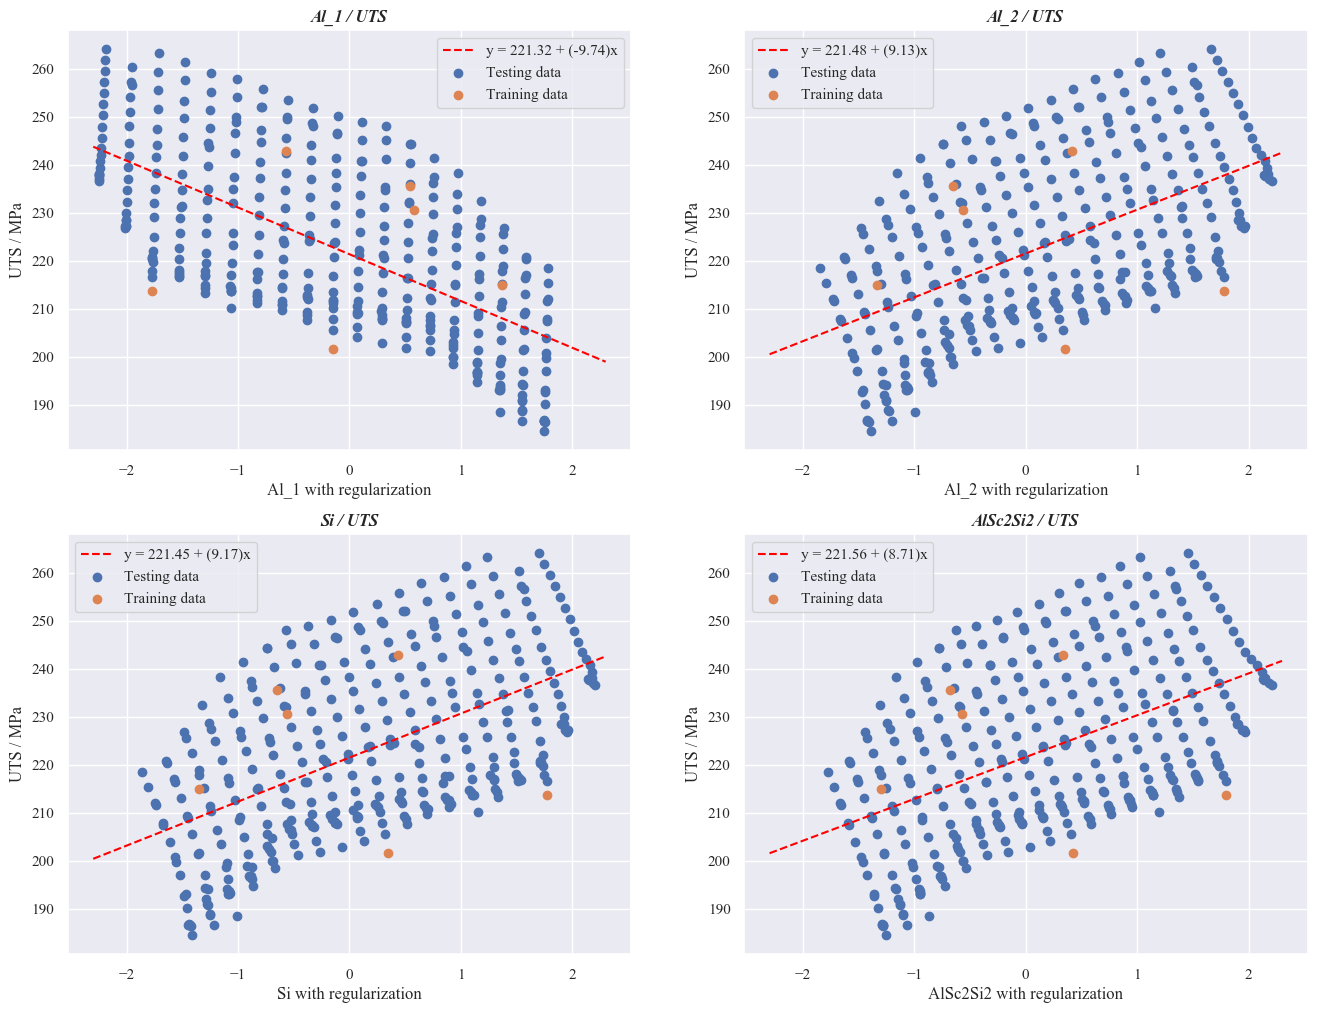 Al_1 / UTS
y = 221.32 + (-9.74)x
Testing data
Training data
260
250
240
230
220
210
200
190
UTS / MPa
−2
−1
0
1
2
Al_1 with regularization
Al_2 / UTS
y = 221.48 + (9.13)x
Testing data
Training data
260
250
240
230
220
210
200
190
UTS / MPa
−2
−1
0
1
2
Al_2 with regularization
Si / UTS
y = 221.45 + (9.17)x
Testing data
Training data
260
250
240
230
220
210
200
190
UTS / MPa
−2
−1
0
1
2
Si with regularization
AlSc2Si2 / UTS
y = 221.56 + (8.71)x
Testing data
Training data
260
250
240
230
220
210
200
190
UTS / MPa
−2
−1
0
1
2
AlSc2Si2 with regularization